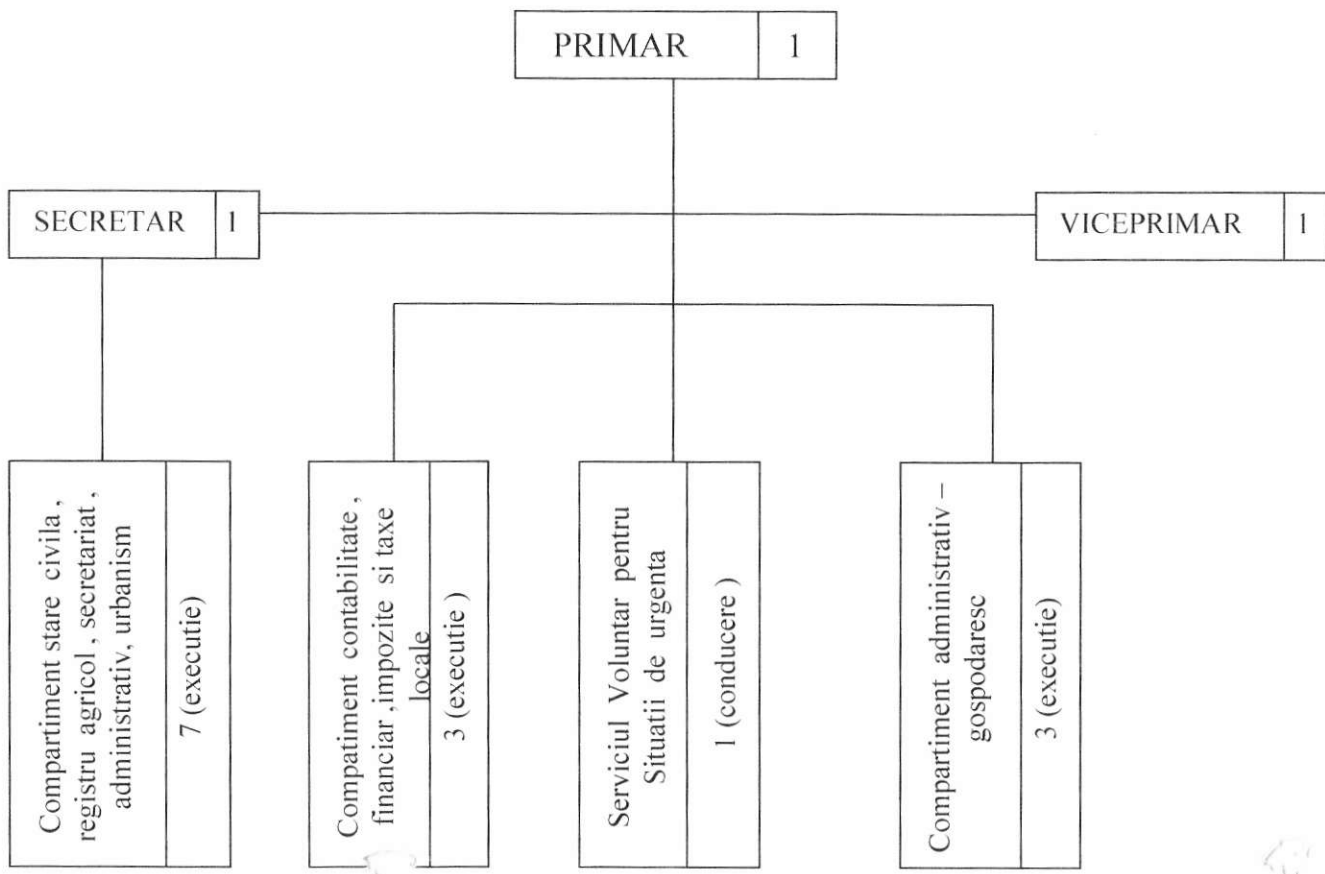 PRIMAR 1
SECRETAR 1
VICEPRIMAR 1
Compartiment stare civila ,
registru agricol , secretariat ,
administrativ, urbanism
7 (executie)
Compatiment contabilitate ,
financiar ,impozite si taxe
locale
3 (executie )
Serviciul Voluntar pentru
Situatii de urgenta
1 (conducere )
Compartiment administrativ –
gospodaresc
3 (executie)